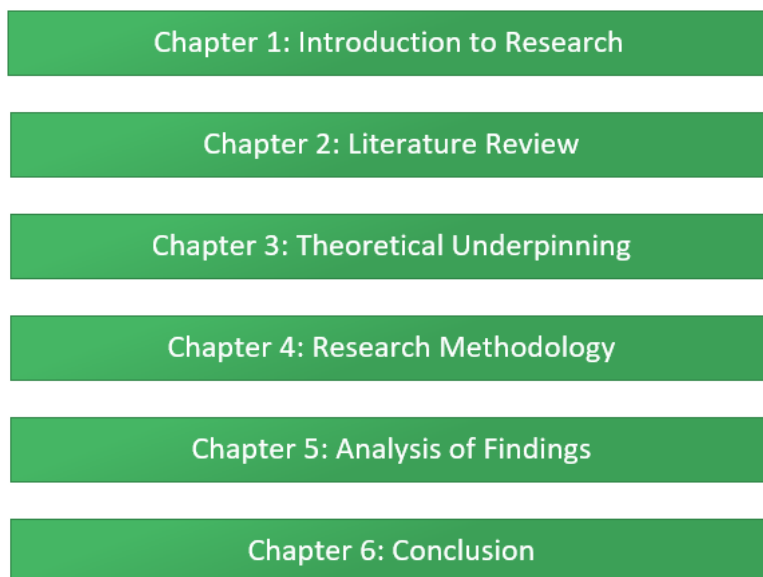 Chapter 1: Introduction to Research
Chapter 2: Literature Review
Chapter 3: Theoretical Underpinning
Chapter 4: Research Methodology
Chapter 5: Analysis of Findings
Chapter 6: Conclusion